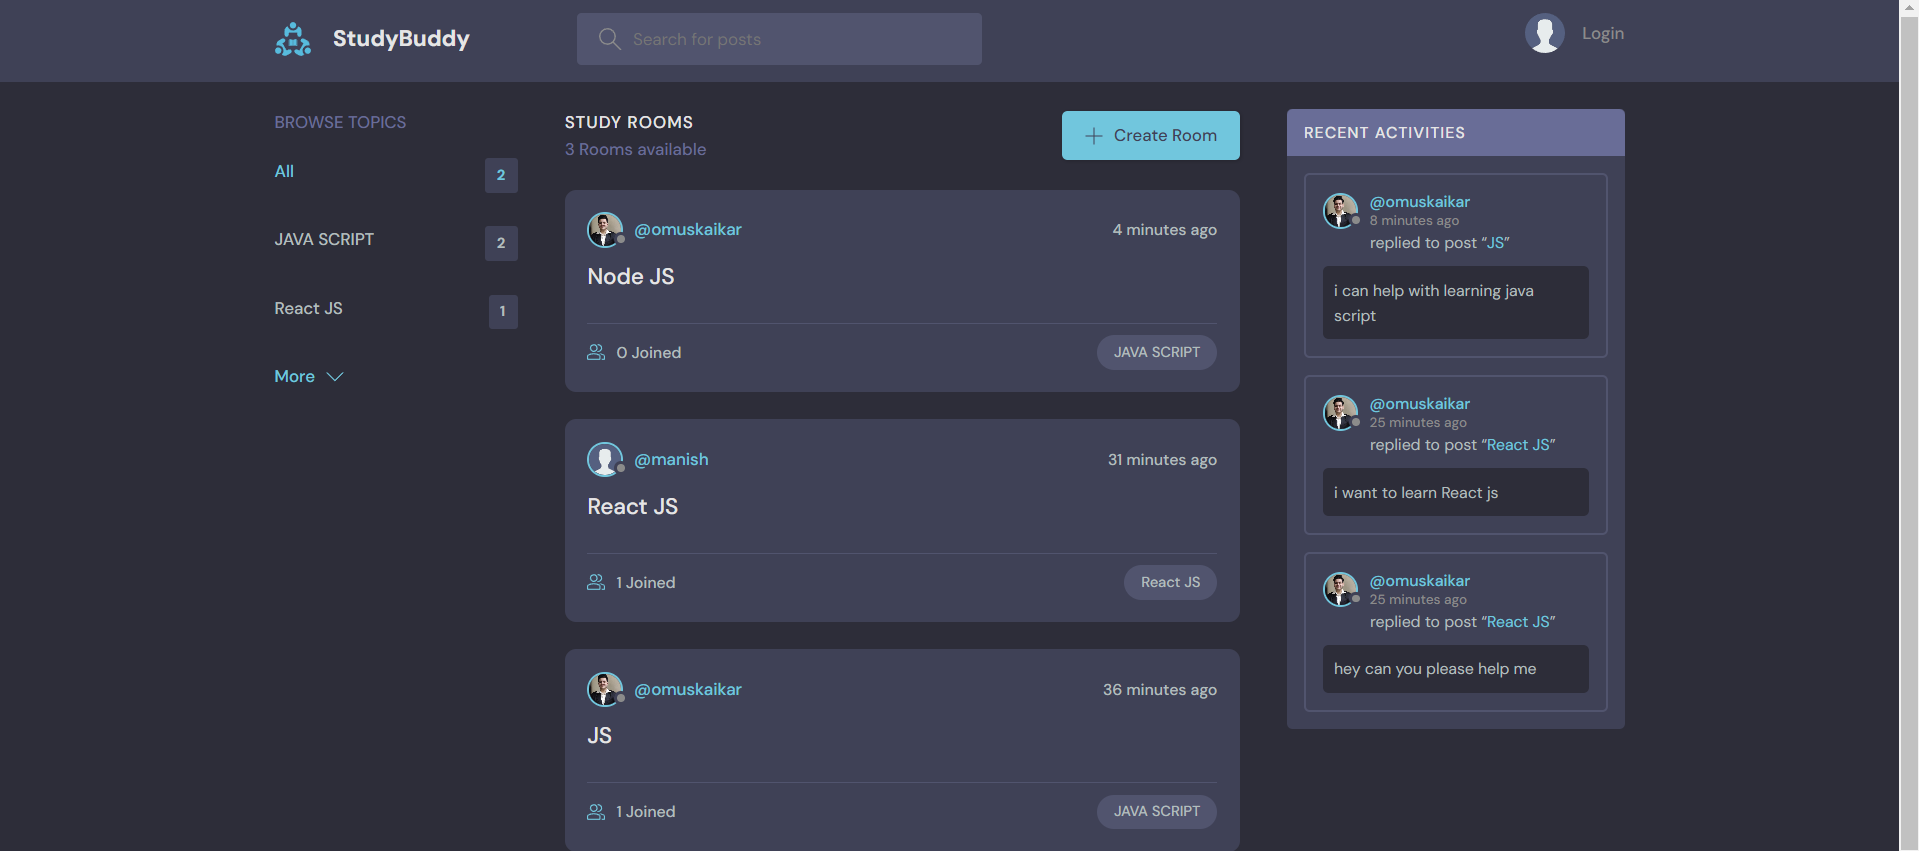 StudyBuddy
Search for posts
Login
BROWSE TOPICS
All 2
JAVA SCRIPT 2
React JS 1
More
STUDY ROOMS
3 Rooms available
Create Room
@omuskaikar 4 minutes ago
Node JS
0 Joined JAVA SCRIPT
@manish 31 minutes ago
React JS
1 Joined React JS
@omuskaikar 36 minutes ago
JS
1 Joined JAVA SCRIPT
RECENT ACTIVITIES
@omuskaikar
8 minutes ago
replied to post “JS”
i can help with learning java
script
@omuskaikar
25 minutes ago
replied to post “React JS”
i want to learn React js
@omuskaikar
25 minutes ago
replied to post “React JS”
hey can you please help me